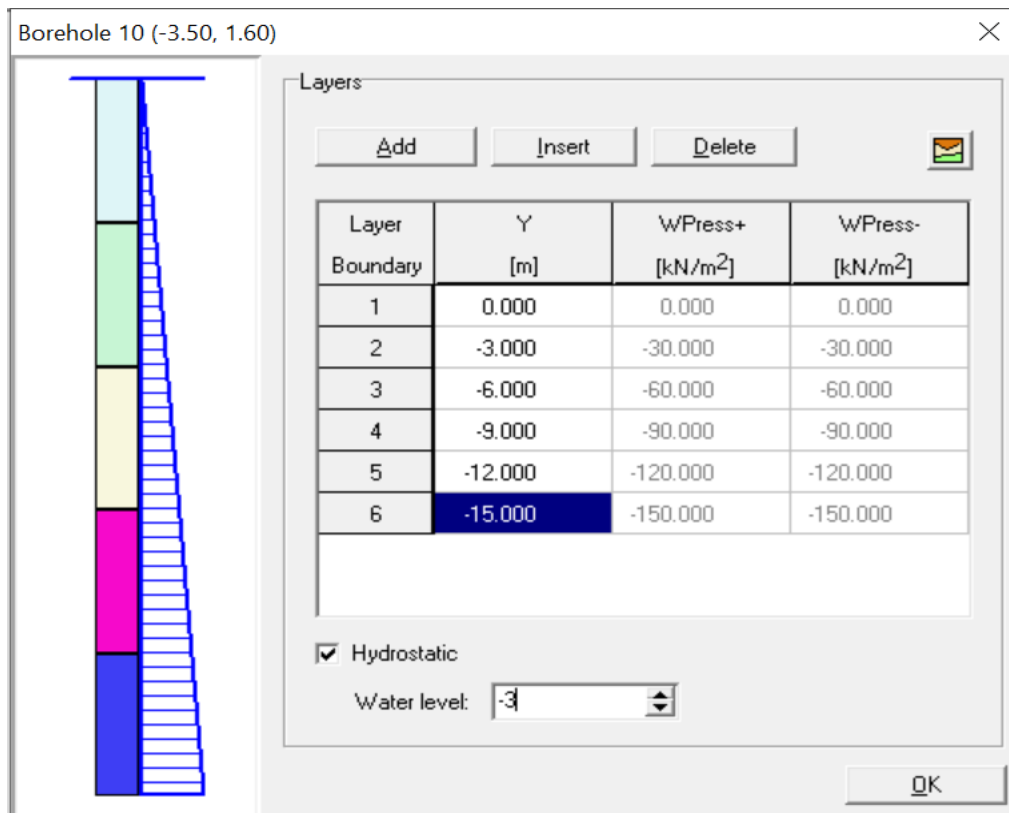 Borehole 10 (-3.50, 1.60)
Layers
Add Insert Delete
Layer Boundary Y [m] WPress+ [kN/m2] WPress- [kN/m2]
1 0.000 0.000 0.000
2 -3.000 -30.000 -30.000
3 -6.000 -60.000 -60.000
4 -9.000 -90.000 -90.000
5 -12.000 -120.000 -120.000
6 -15.000 -150.000 -150.000
Hydrostatic
Water level: -3
OK